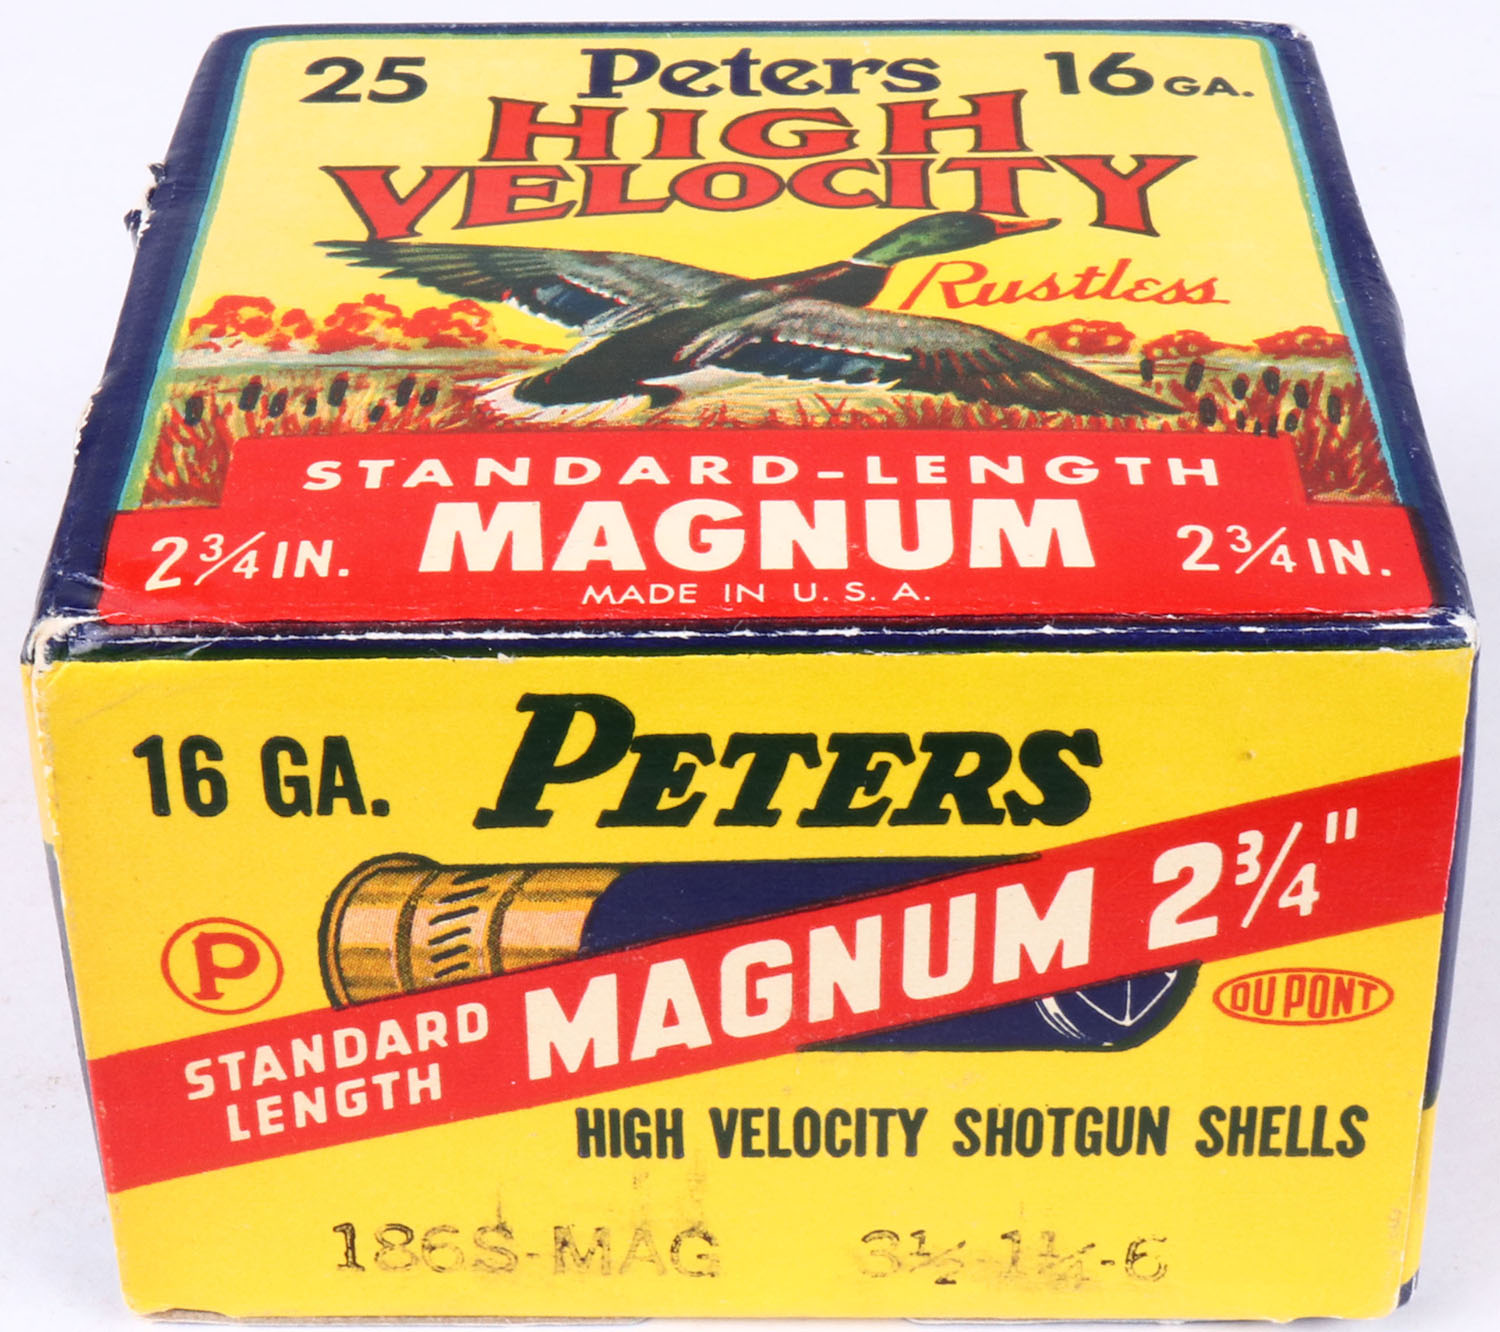 25 Peters 16 GA.
HIGH
VELOCITY
Rustless
STANDARD-LENGTH
2 3/4 IN. MAGNUM 2 3/4 IN.
MADE IN U. S. A.
16 GA. PETERS
STANDARD LENGTH MAGNUM 2 3/4"
P
DU PONT
HIGH VELOCITY SHOTGUN SHELLS
186S-MAG 3½-1¼-6